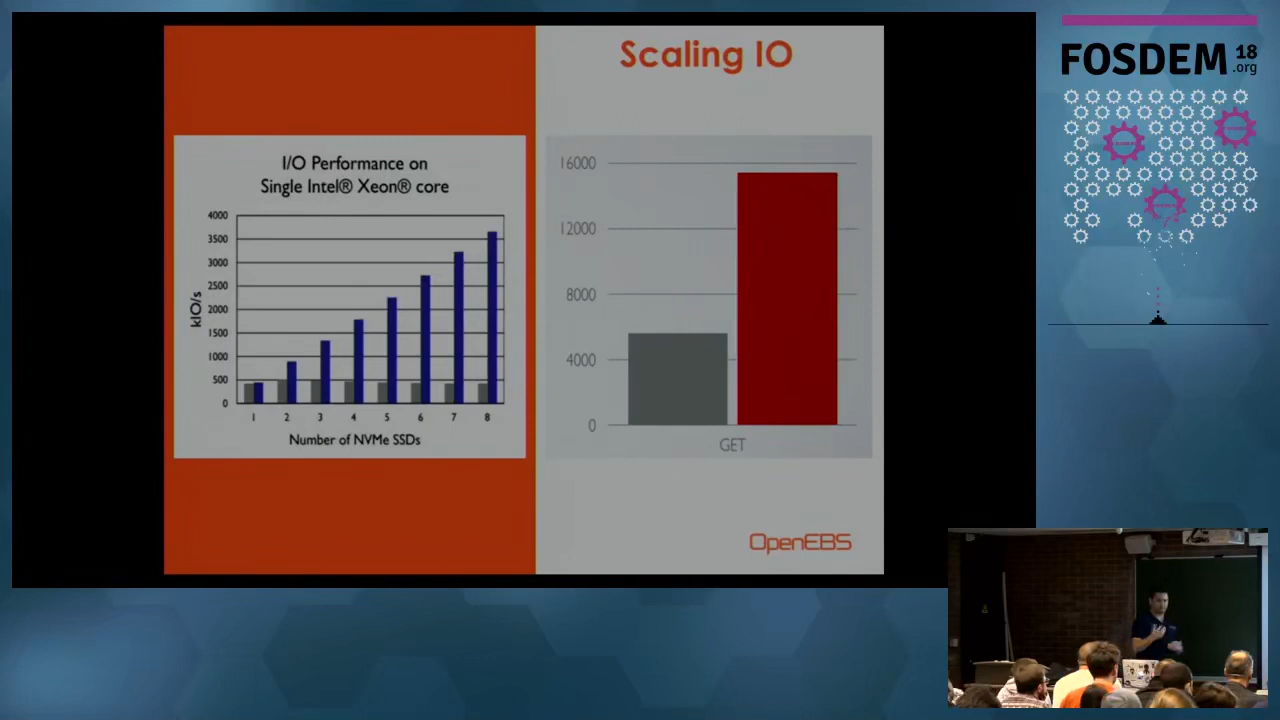 Scaling IO
I/O Performance on
Single Intel® Xeon® core
4000
3500
3000
2500
2000
1500
1000
500
0
kIO/s
1 2 3 4 5 6 7 8
Number of NVMe SSDs
16000
12000
8000
4000
0
GET
OpenEBS
FOSDEM 18
.org